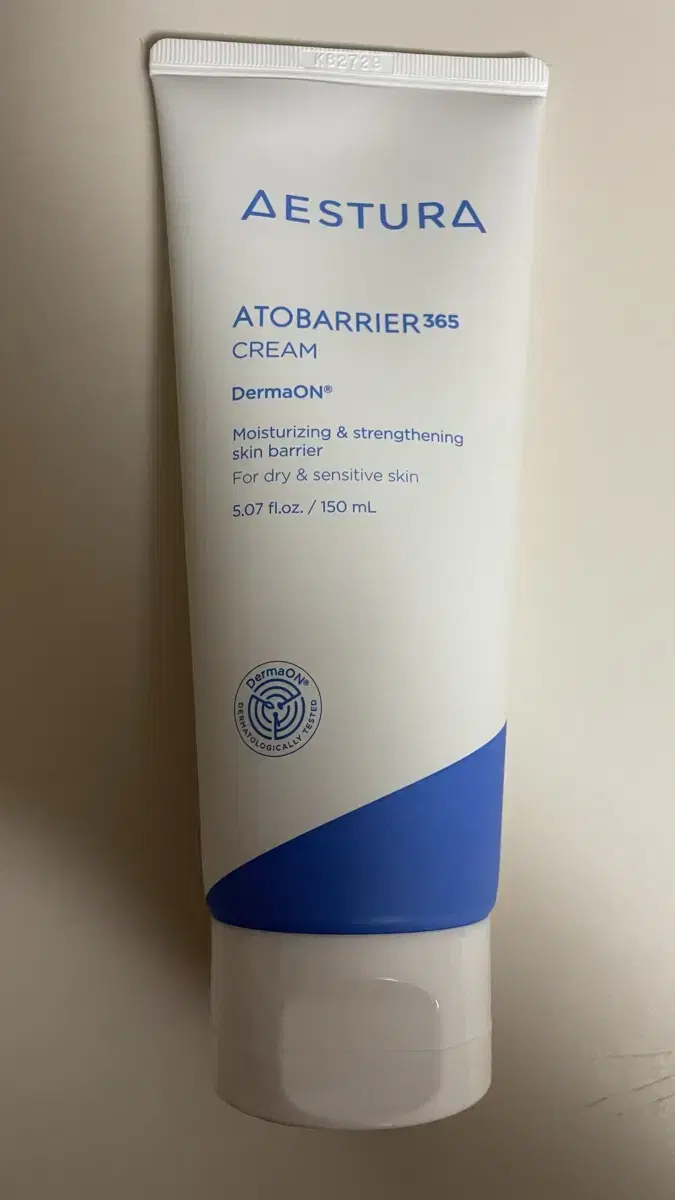 K82729
AESTURA
ATOBARRIER365
CREAM
DermaON®
Moisturizing & strengthening
skin barrier
For dry & sensitive skin
5.07 fl.oz. / 150 mL
DermaON®
DERMATOLOGICALLY TESTED